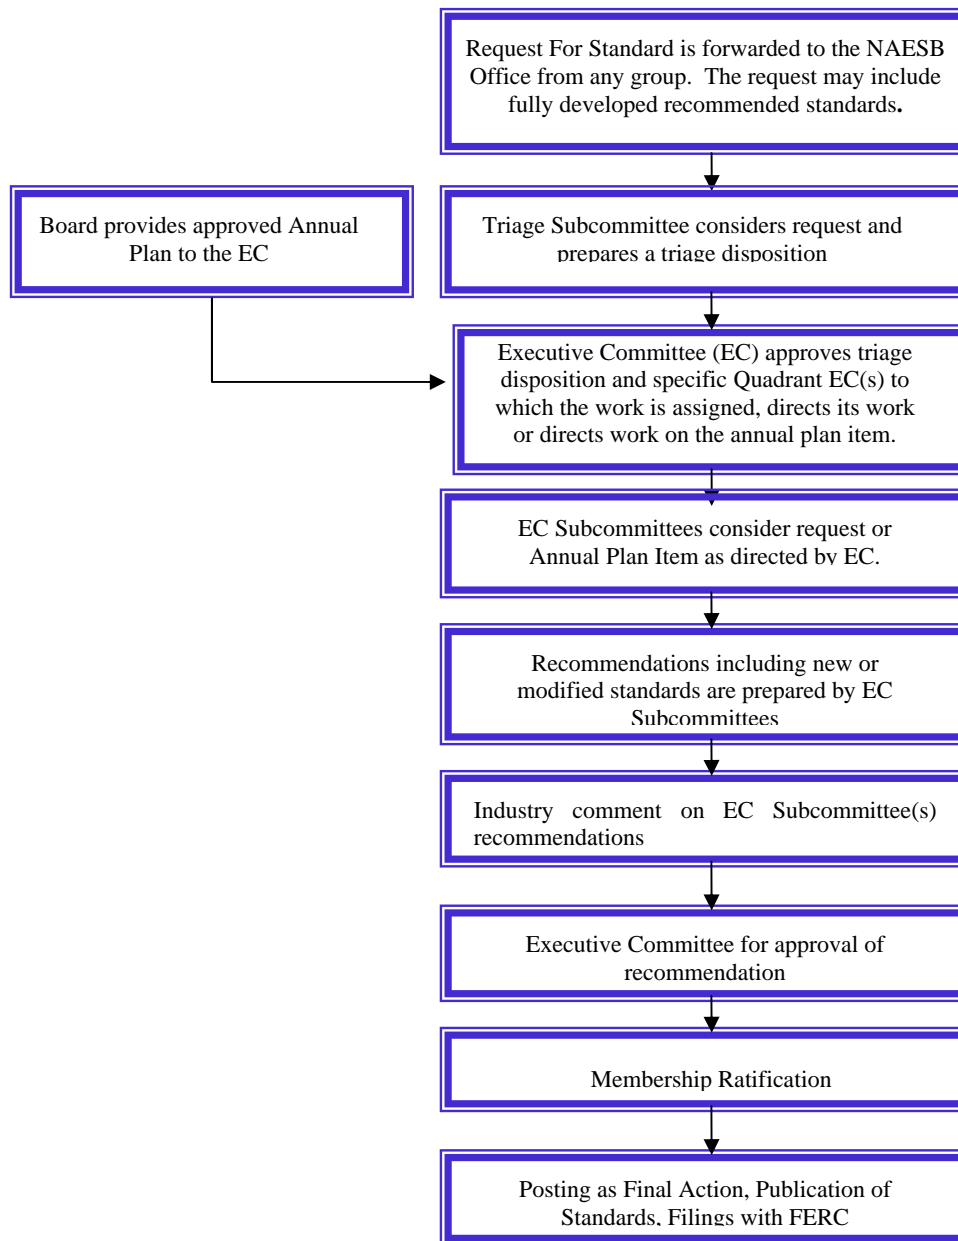 Request For Standard is forwarded to the NAESB
Office from any group. The request may include
fully developed recommended standards.
Board provides approved Annual
Plan to the EC
Triage Subcommittee considers request and
prepares a triage disposition
Executive Committee (EC) approves triage
disposition and specific Quadrant EC(s) to
which the work is assigned, directs its work
or directs work on the annual plan item.
EC Subcommittees consider request or
Annual Plan Item as directed by EC.
Recommendations including new or
modified standards are prepared by EC
Subcommittees
Industry comment on EC Subcommittee(s)
recommendations
Executive Committee for approval of
recommendation
Membership Ratification
Posting as Final Action, Publication of
Standards, Filings with FERC